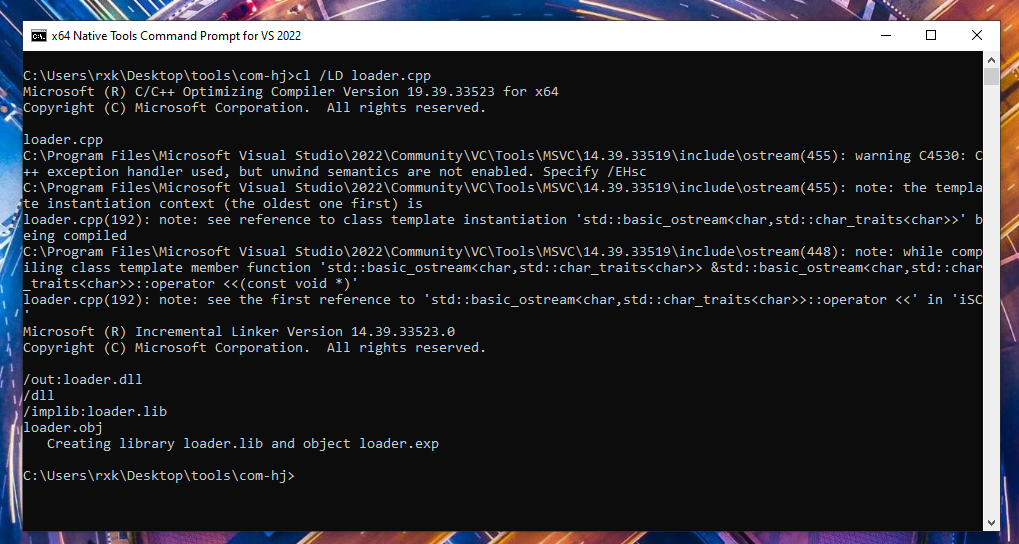 x64 Native Tools Command Prompt for VS 2022
C:\Users\rxk\Desktop\tools\com-hj>cl /LD loader.cpp
Microsoft (R) C/C++ Optimizing Compiler Version 19.39.33523 for x64
Copyright (C) Microsoft Corporation.  All rights reserved.
loader.cpp
C:\Program Files\Microsoft Visual Studio\2022\Community\VC\Tools\MSVC\14.39.33519\include\ostream(455): warning C4530: C
++ exception handler used, but unwind semantics are not enabled. Specify /EHsc
C:\Program Files\Microsoft Visual Studio\2022\Community\VC\Tools\MSVC\14.39.33519\include\ostream(455): note: the templa
te instantiation context (the oldest one first) is
loader.cpp(192): note: see reference to class template instantiation 'std::basic_ostream<char,std::char_traits<char>>' b
eing compiled
C:\Program Files\Microsoft Visual Studio\2022\Community\VC\Tools\MSVC\14.39.33519\include\ostream(448): note: while comp
iling class template member function 'std::basic_ostream<char,std::char_traits<char>> &std::basic_ostream<char,std::char
_traits<char>>::operator <<(const void *)'
loader.cpp(192): note: see the first reference to 'std::basic_ostream<char,std::char_traits<char>>::operator <<' in 'iSC
'
Microsoft (R) Incremental Linker Version 14.39.33523.0
Copyright (C) Microsoft Corporation.  All rights reserved.
/out:loader.dll
/dll
/implib:loader.lib
loader.obj
   Creating library loader.lib and object loader.exp
C:\Users\rxk\Desktop\tools\com-hj>